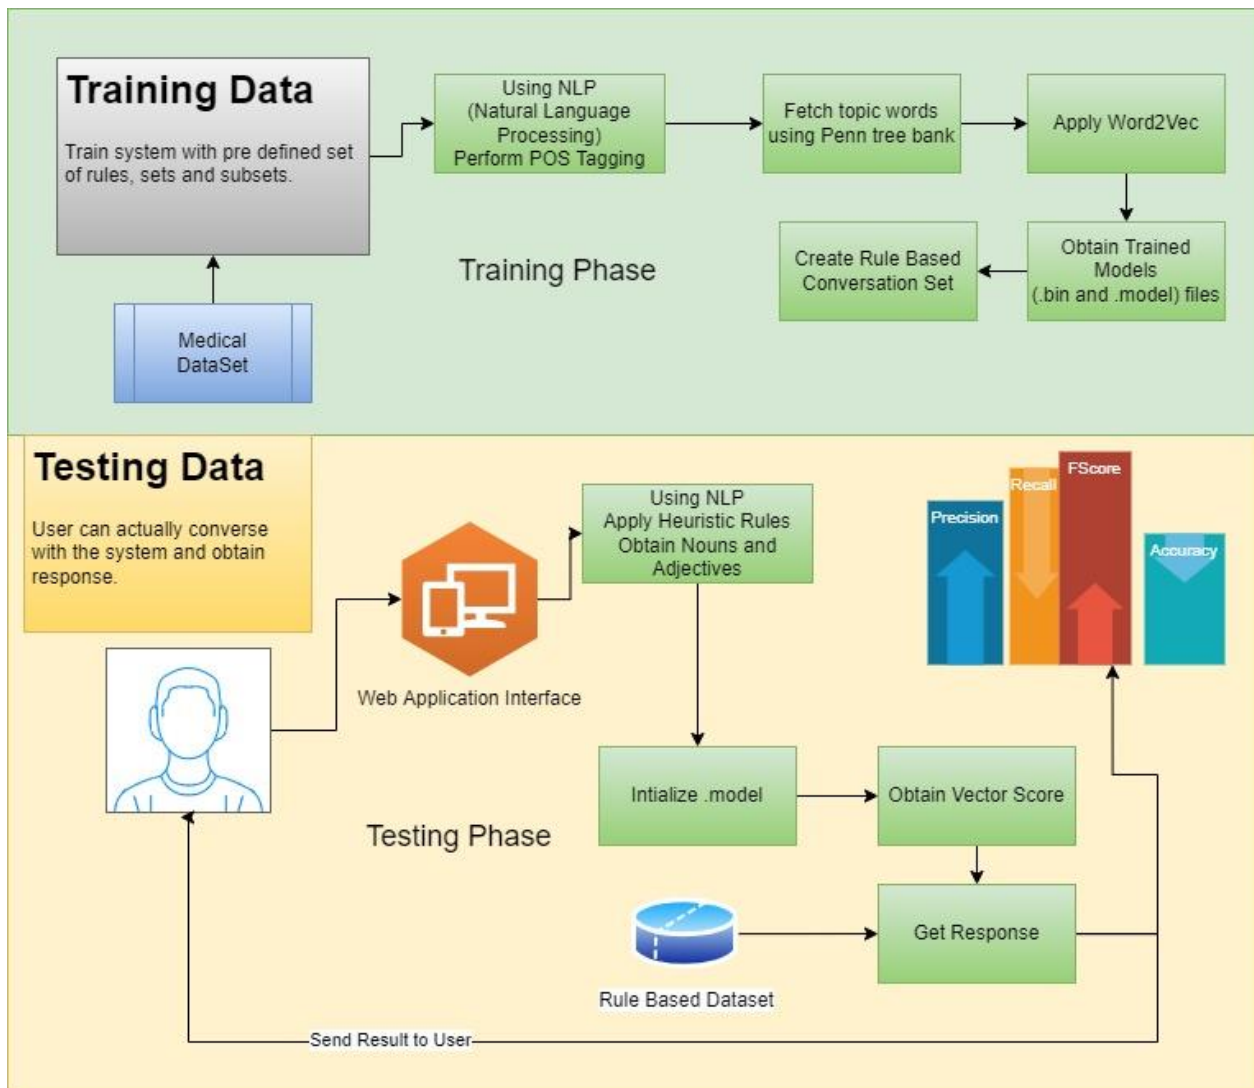 Training Data
Train system with pre defined set
of rules, sets and subsets.
Using NLP
(Natural Language
Processing)
Perform POS Tagging
Fetch topic words
using Penn tree bank
Apply Word2Vec
Training Phase
Create Rule Based
Conversation Set
Obtain Trained
Models
(.bin and .model) files
Medical
DataSet
Testing Data
User can actually converse
with the system and obtain
response.
Web Application Interface
Using NLP
Apply Heuristic Rules
Obtain Nouns and
Adjectives
Precision
Recall
FScore
Accuracy
Testing Phase
Intialize .model
Obtain Vector Score
Rule Based Dataset
Get Response
Send Result to User